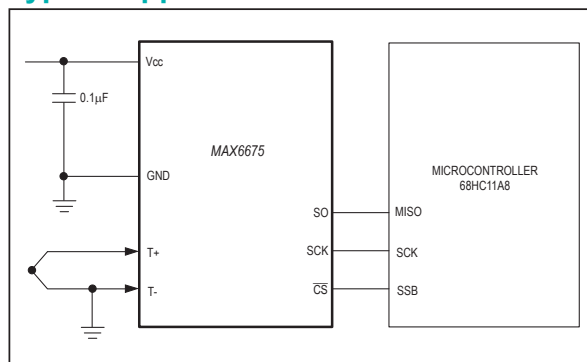 Vcc
0.1µF
MAX6675
GND
MICROCONTROLLER
68HC11A8
SO
MISO
T+
SCK
SCK
T-
CS
SSB